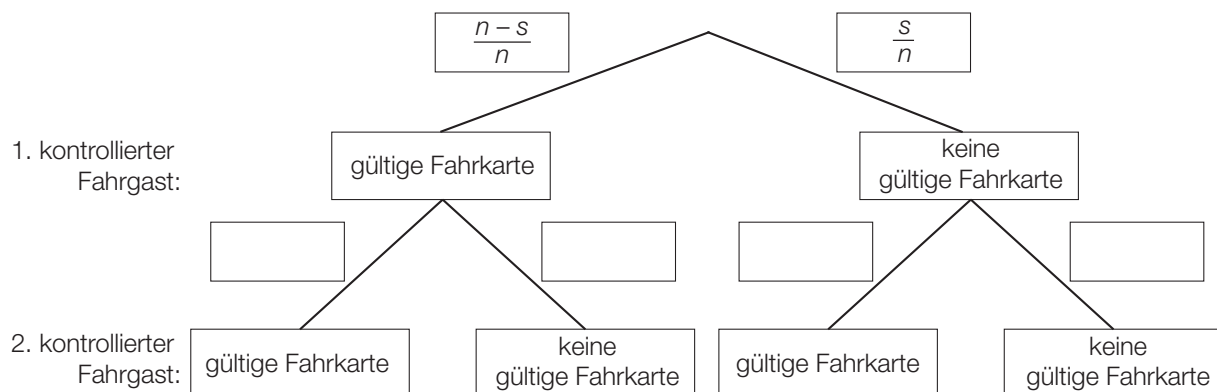 n – s
n
s
n
1. kontrollierter
Fahrgast:
gültige Fahrkarte
keine
gültige Fahrkarte
2. kontrollierter
Fahrgast:
gültige Fahrkarte
keine
gültige Fahrkarte
gültige Fahrkarte
keine
gültige Fahrkarte